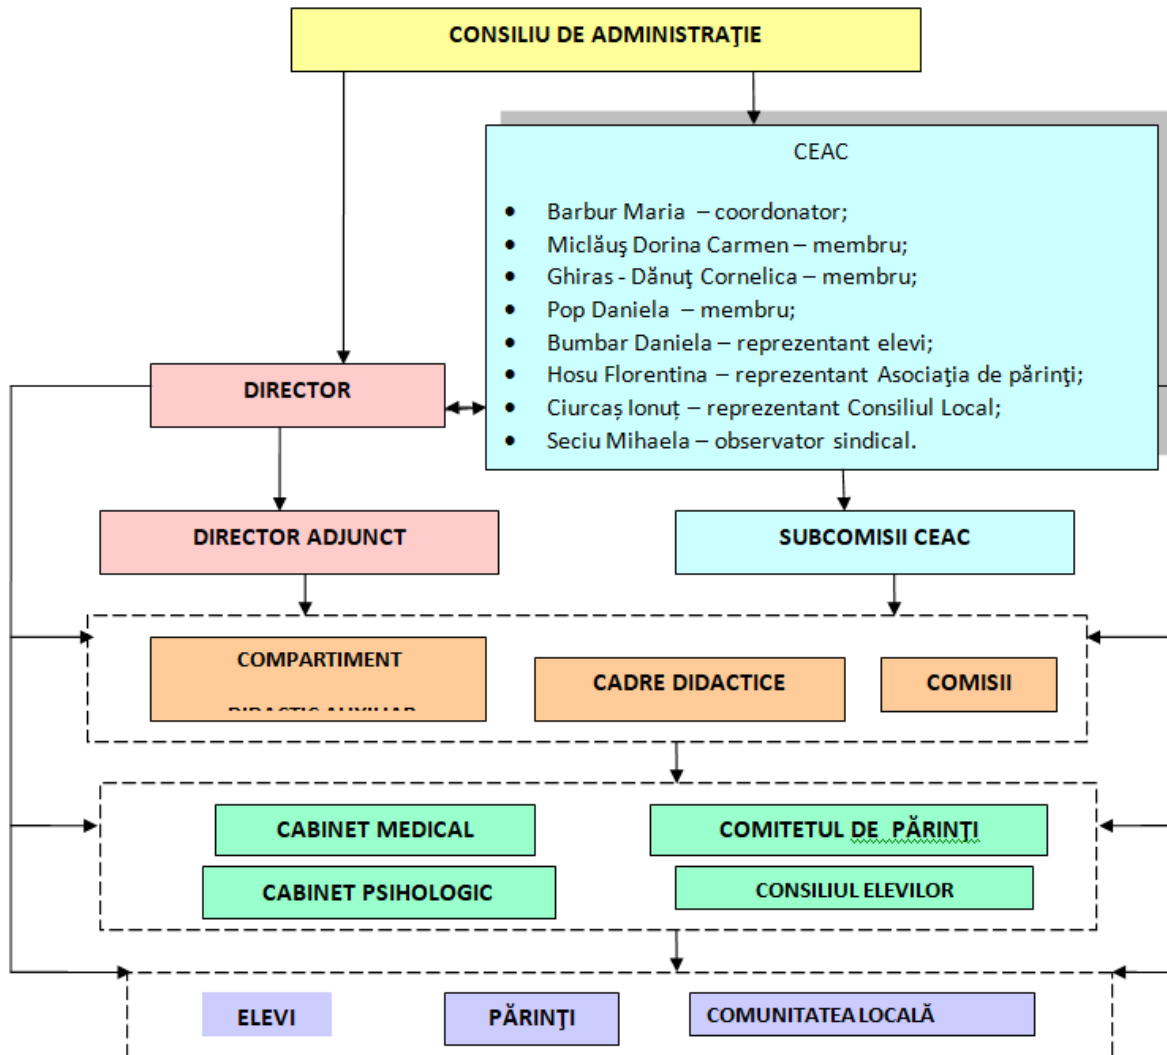 CONSILIU DE ADMINISTRAŢIE
CEAC
• Barbur Maria – coordonator;
• Miclăuş Dorina Carmen – membru;
• Ghiras - Dănuţ Cornelica – membru;
• Pop Daniela – membru;
• Bumbar Daniela – reprezentant elevi;
• Hosu Florentina – reprezentant Asociaţia de părinţi;
• Ciurcaș Ionuț – reprezentant Consiliul Local;
• Seciu Mihaela – observator sindical.
DIRECTOR
DIRECTOR ADJUNCT
SUBCOMISII CEAC
COMPARTIMENT
DIDACTIC AUXILIAR
CADRE DIDACTICE
COMISII
CABINET MEDICAL
COMITETUL DE PĂRINŢI
CABINET PSIHOLOGIC
CONSILIUL ELEVILOR
ELEVI
PĂRINŢI
COMUNITATEA LOCALĂ